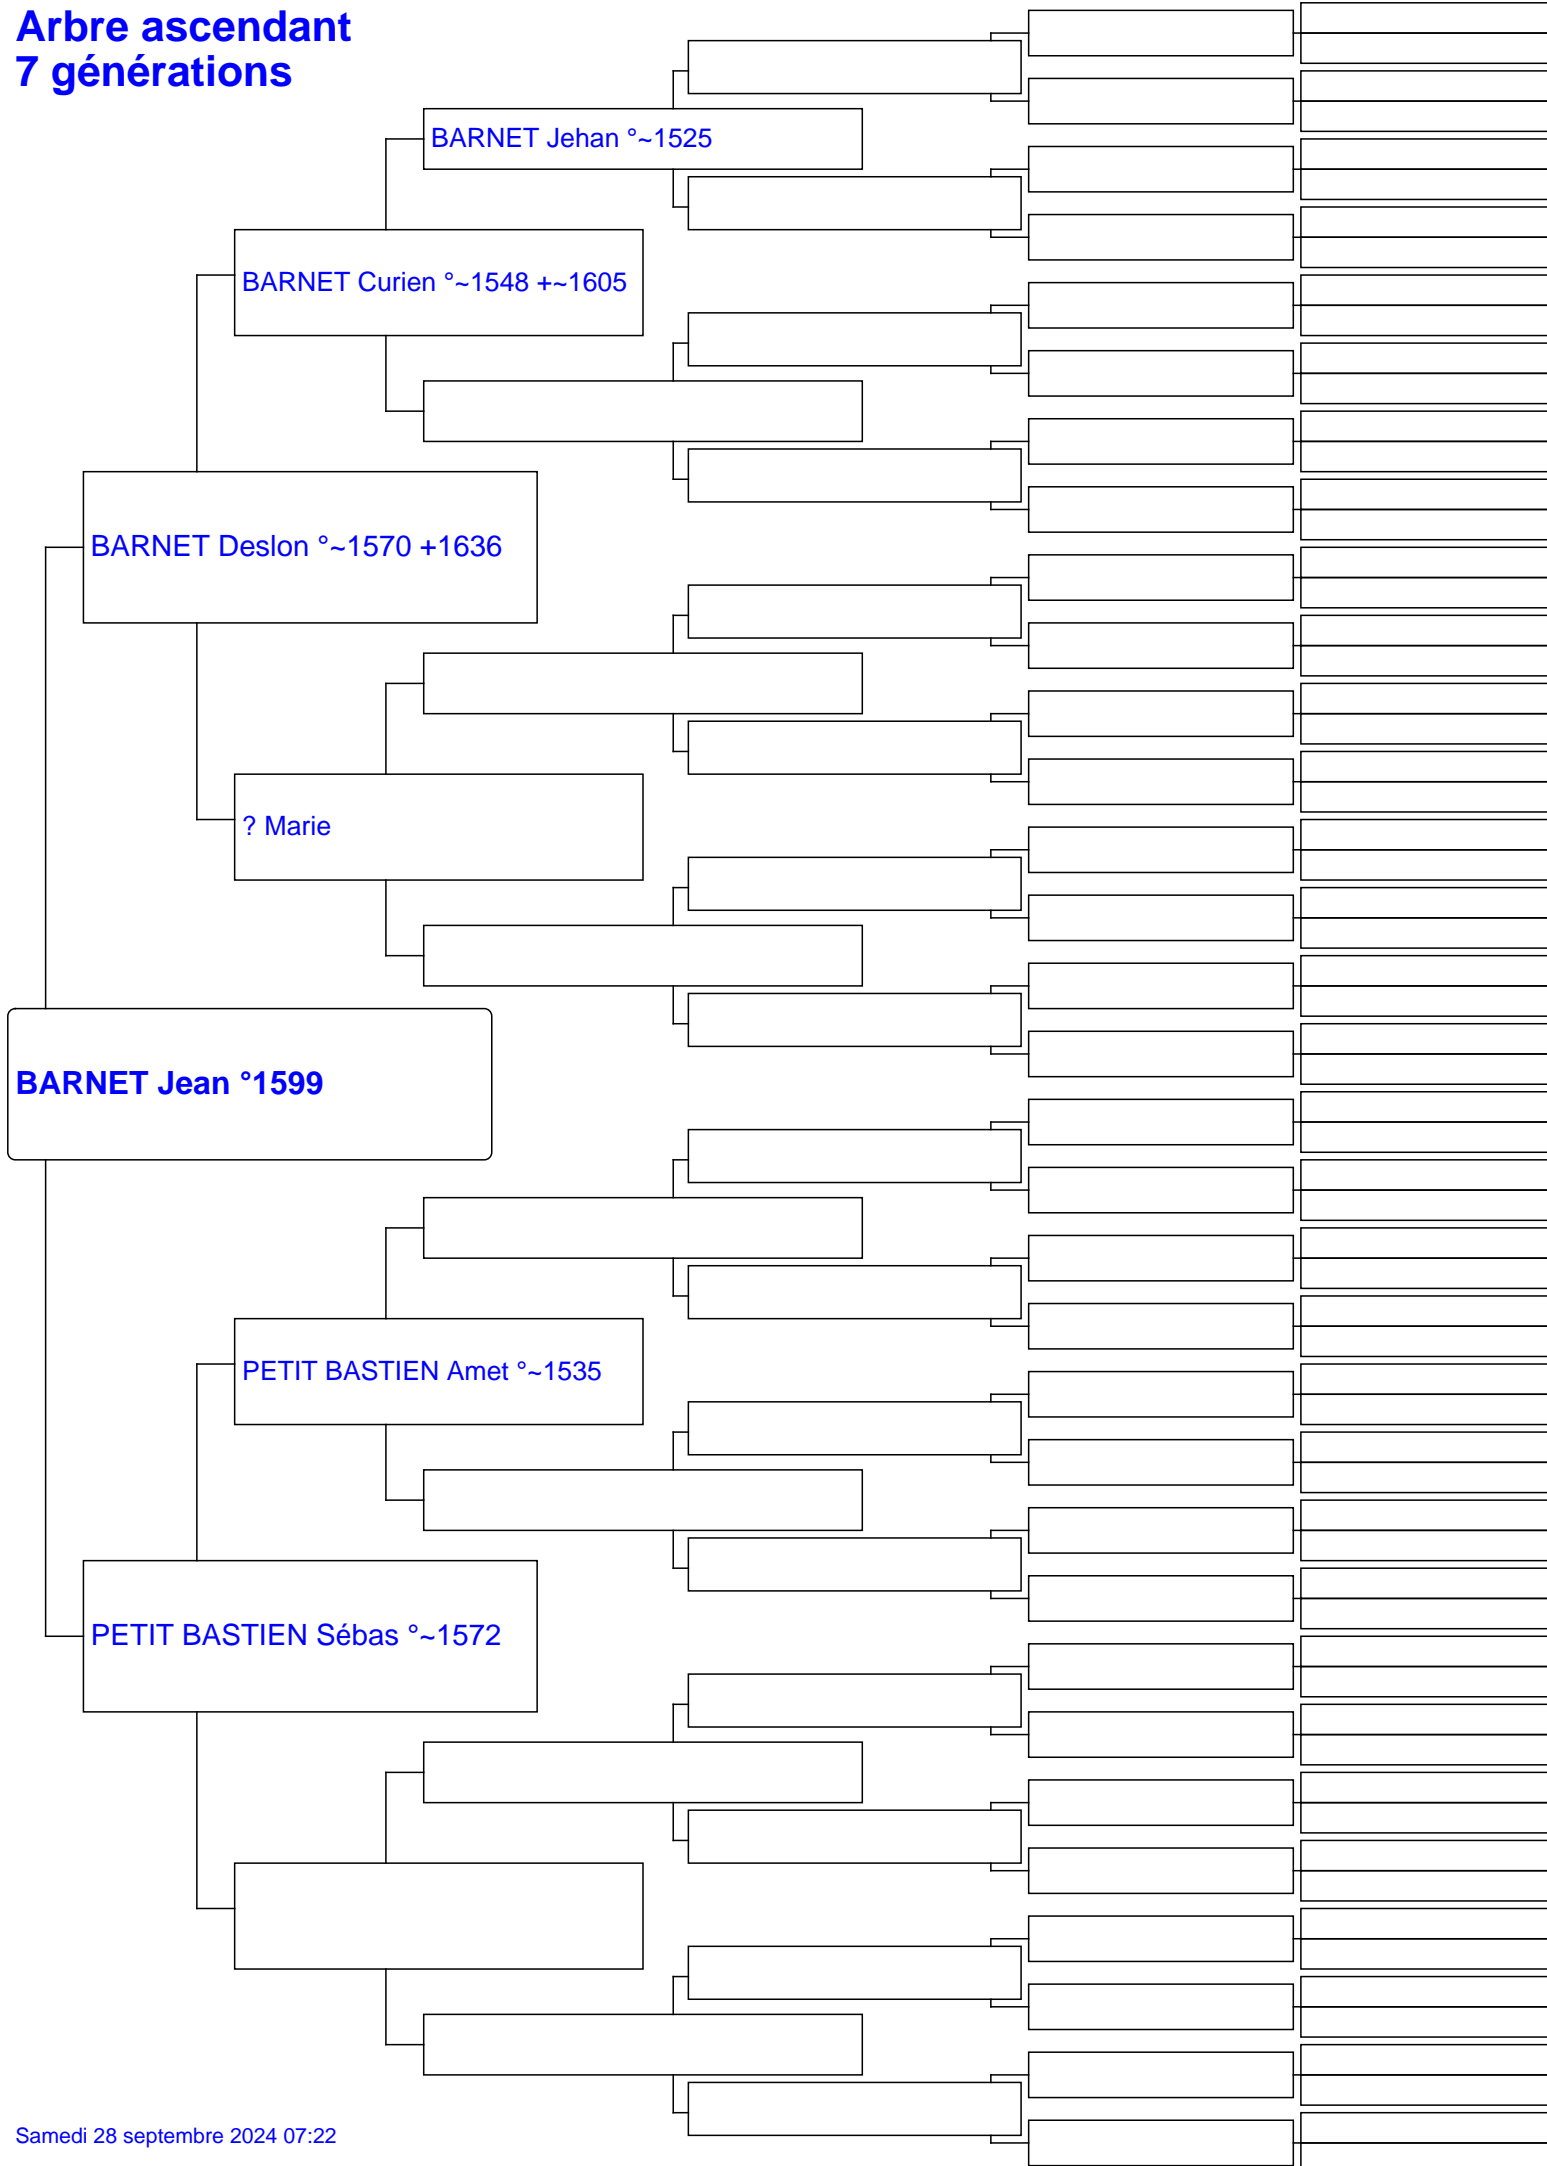 Arbre ascendant
7 générations
BARNET Jehan °~1525
BARNET Curien °~1548 +~1605
BARNET Deslon °~1570 +1636
? Marie
BARNET Jean °1599
PETIT BASTIEN Amet °~1535
PETIT BASTIEN Sébas °~1572
Samedi 28 septembre 2024 07:22